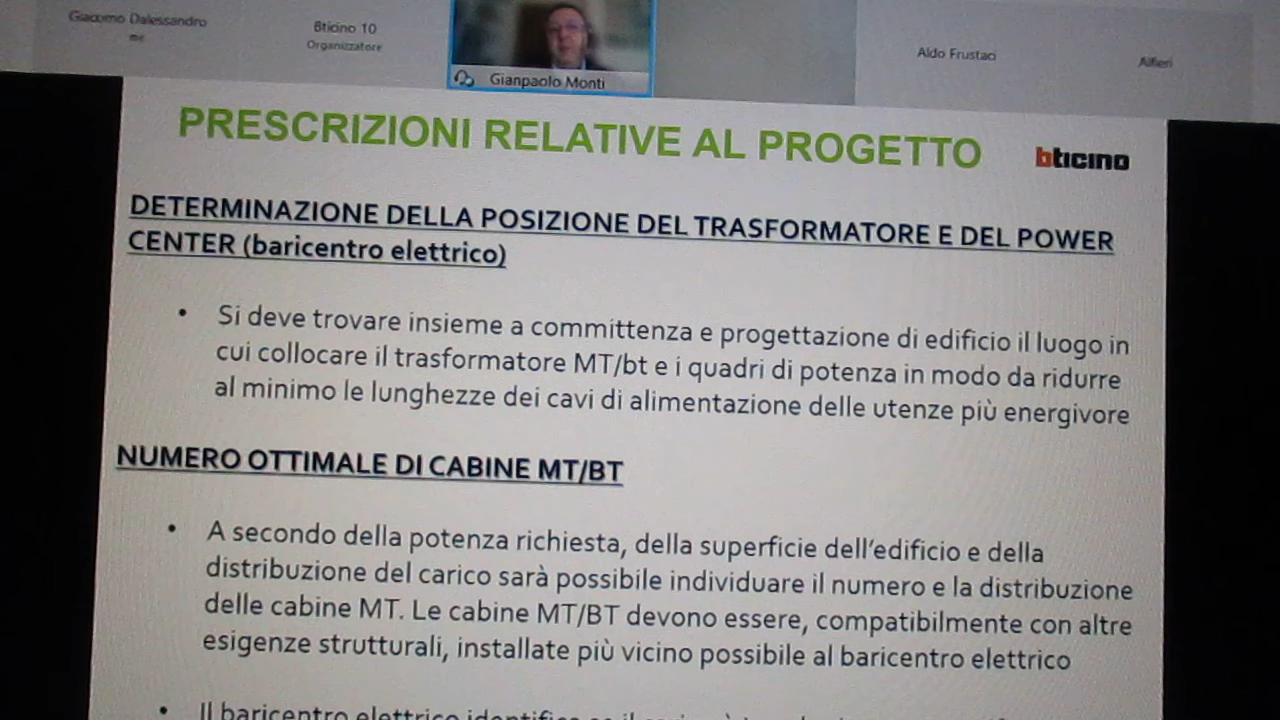 Giacomo Dalessandro
me
Bticino 10
Organizzatore
Gianpaolo Monti
Aldo Frustaci
Alfieri
PRESCRIZIONI RELATIVE AL PROGETTO
bticino
DETERMINAZIONE DELLA POSIZIONE DEL TRASFORMATORE E DEL POWER
CENTER (baricentro elettrico)
• Si deve trovare insieme a committenza e progettazione di edificio il luogo in
cui collocare il trasformatore MT/bt e i quadri di potenza in modo da ridurre
al minimo le lunghezze dei cavi di alimentazione delle utenze più energivore
NUMERO OTTIMALE DI CABINE MT/BT
• A secondo della potenza richiesta, della superficie dell'edificio e della
distribuzione del carico sarà possibile individuare il numero e la distribuzione
delle cabine MT. Le cabine MT/BT devono essere, compatibilmente con altre
esigenze strutturali, installate più vicino possibile al baricentro elettrico
• Il baricentro elettrico